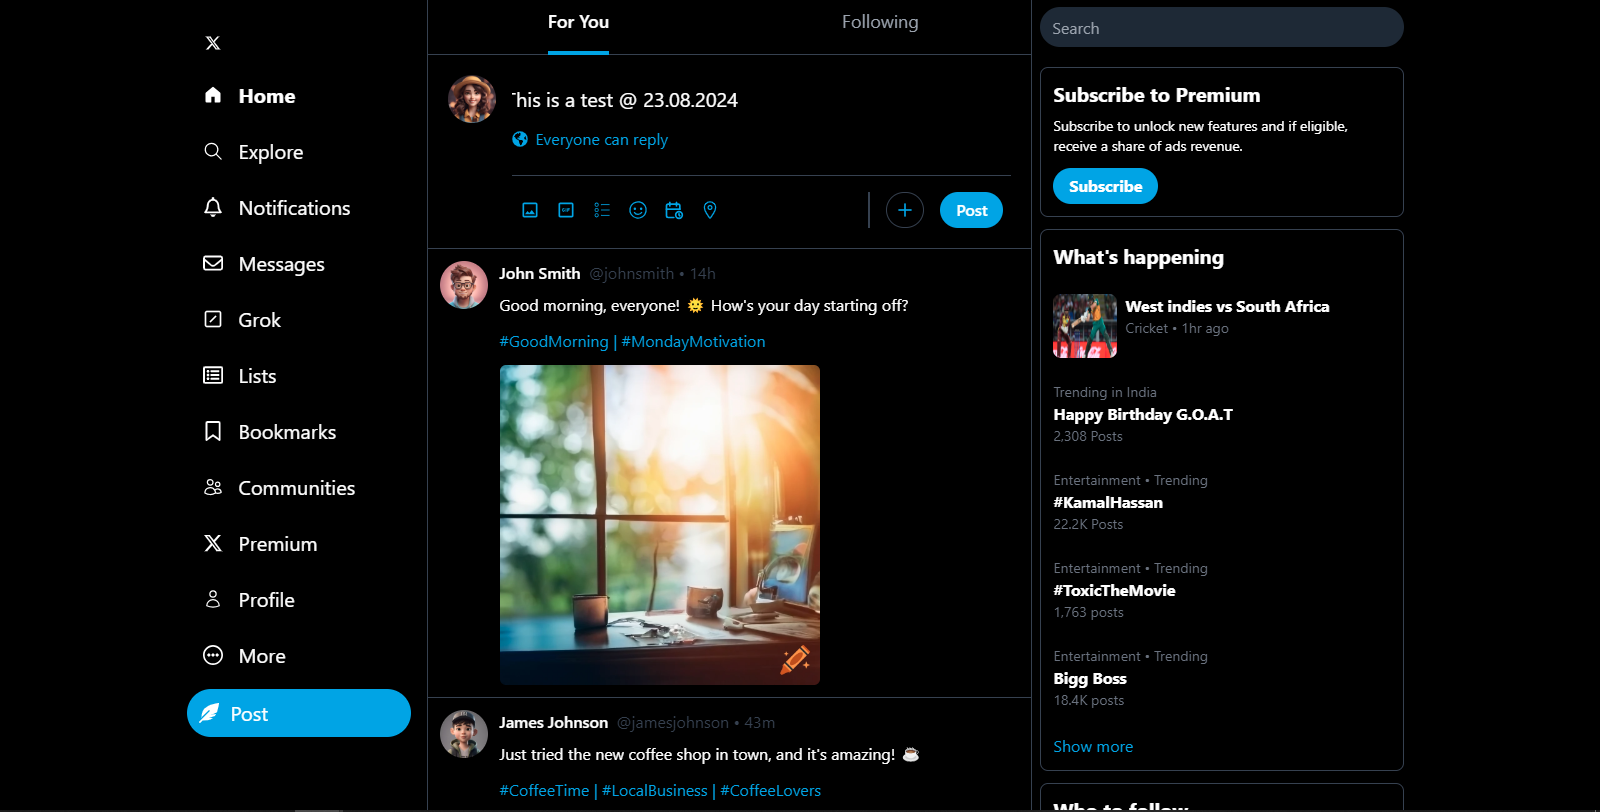 Home
Explore
Notifications
Messages
Grok
Lists
Bookmarks
Communities
Premium
Profile
More
Post
For You Following
This is a test @ 23.08.2024
Everyone can reply
GIF
Post
John Smith @johnsmith • 14h
Good morning, everyone! 🌞 How's your day starting off?
#GoodMorning | #MondayMotivation
James Johnson @jamesjohnson • 43m
Just tried the new coffee shop in town, and it's amazing! ☕
#CoffeeTime | #LocalBusiness | #CoffeeLovers
Search
Subscribe to Premium
Subscribe to unlock new features and if eligible,
receive a share of ads revenue.
Subscribe
What's happening
West indies vs South Africa
Cricket • 1hr ago
Trending in India
Happy Birthday G.O.A.T
2,308 Posts
Entertainment • Trending
#KamalHassan
22.2K Posts
Entertainment • Trending
#ToxicTheMovie
1,763 posts
Entertainment • Trending
Bigg Boss
18.4K posts
Show more
Who to follow